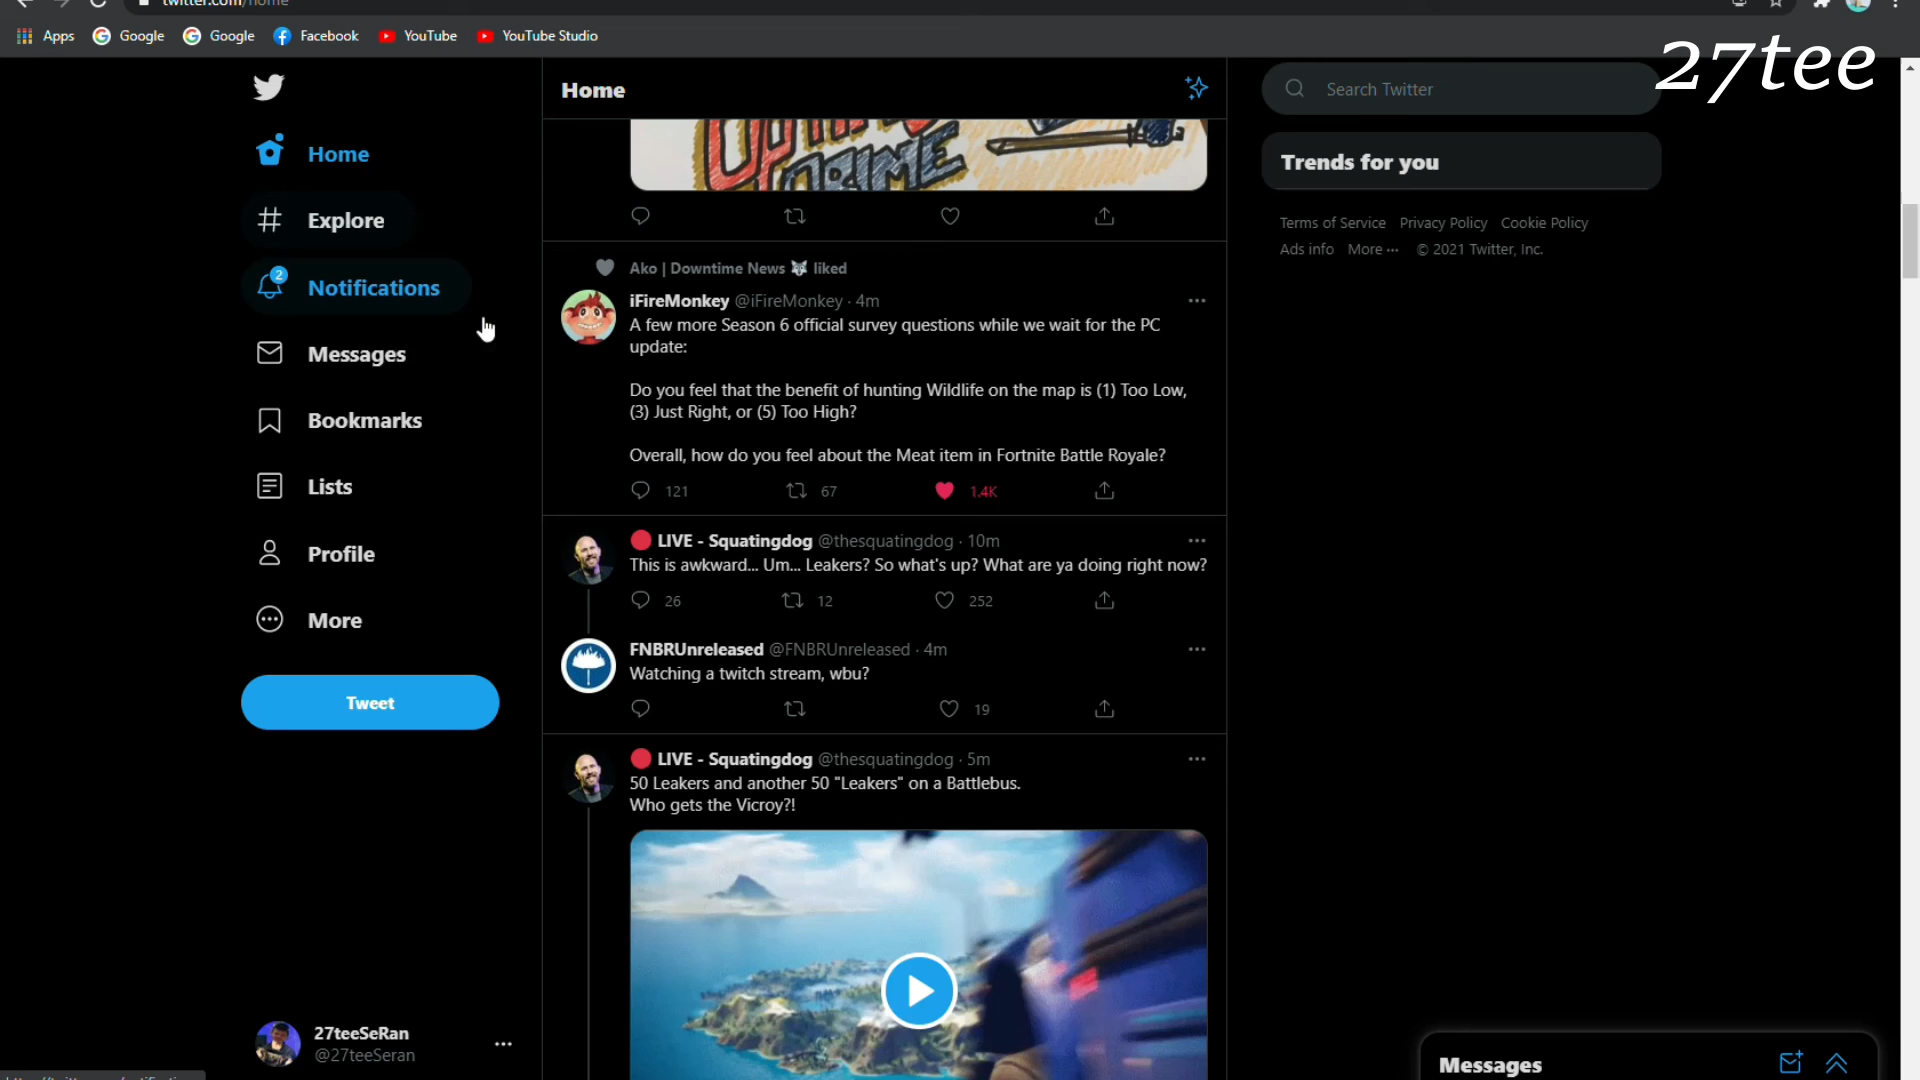 twitter.com/home
Apps
Google
Google
Facebook
YouTube
YouTube Studio
27tee
Home
Explore
2
Notifications
Messages
Bookmarks
Lists
Profile
More
Tweet
27teeSeRan
@27teeSeran
Home
OPTIMUS
PRIME
Ako | Downtime News 🐺 liked
iFireMonkey @iFireMonkey · 4m
A few more Season 6 official survey questions while we wait for the PC
update:
Do you feel that the benefit of hunting Wildlife on the map is (1) Too Low,
(3) Just Right, or (5) Too High?
Overall, how do you feel about the Meat item in Fortnite Battle Royale?
121 67 1.4K
LIVE - Squatingdog @thesquatingdog · 10m
This is awkward... Um... Leakers? So what's up? What are ya doing right now?
26 12 252
FNBRUnreleased @FNBRUnreleased · 4m
Watching a twitch stream, wbu?
19
LIVE - Squatingdog @thesquatingdog · 5m
50 Leakers and another 50 "Leakers" on a Battlebus.
Who gets the Vicroy?!
Search Twitter
Trends for you
Terms of Service Privacy Policy Cookie Policy
Ads info More ··· © 2021 Twitter, Inc.
Messages